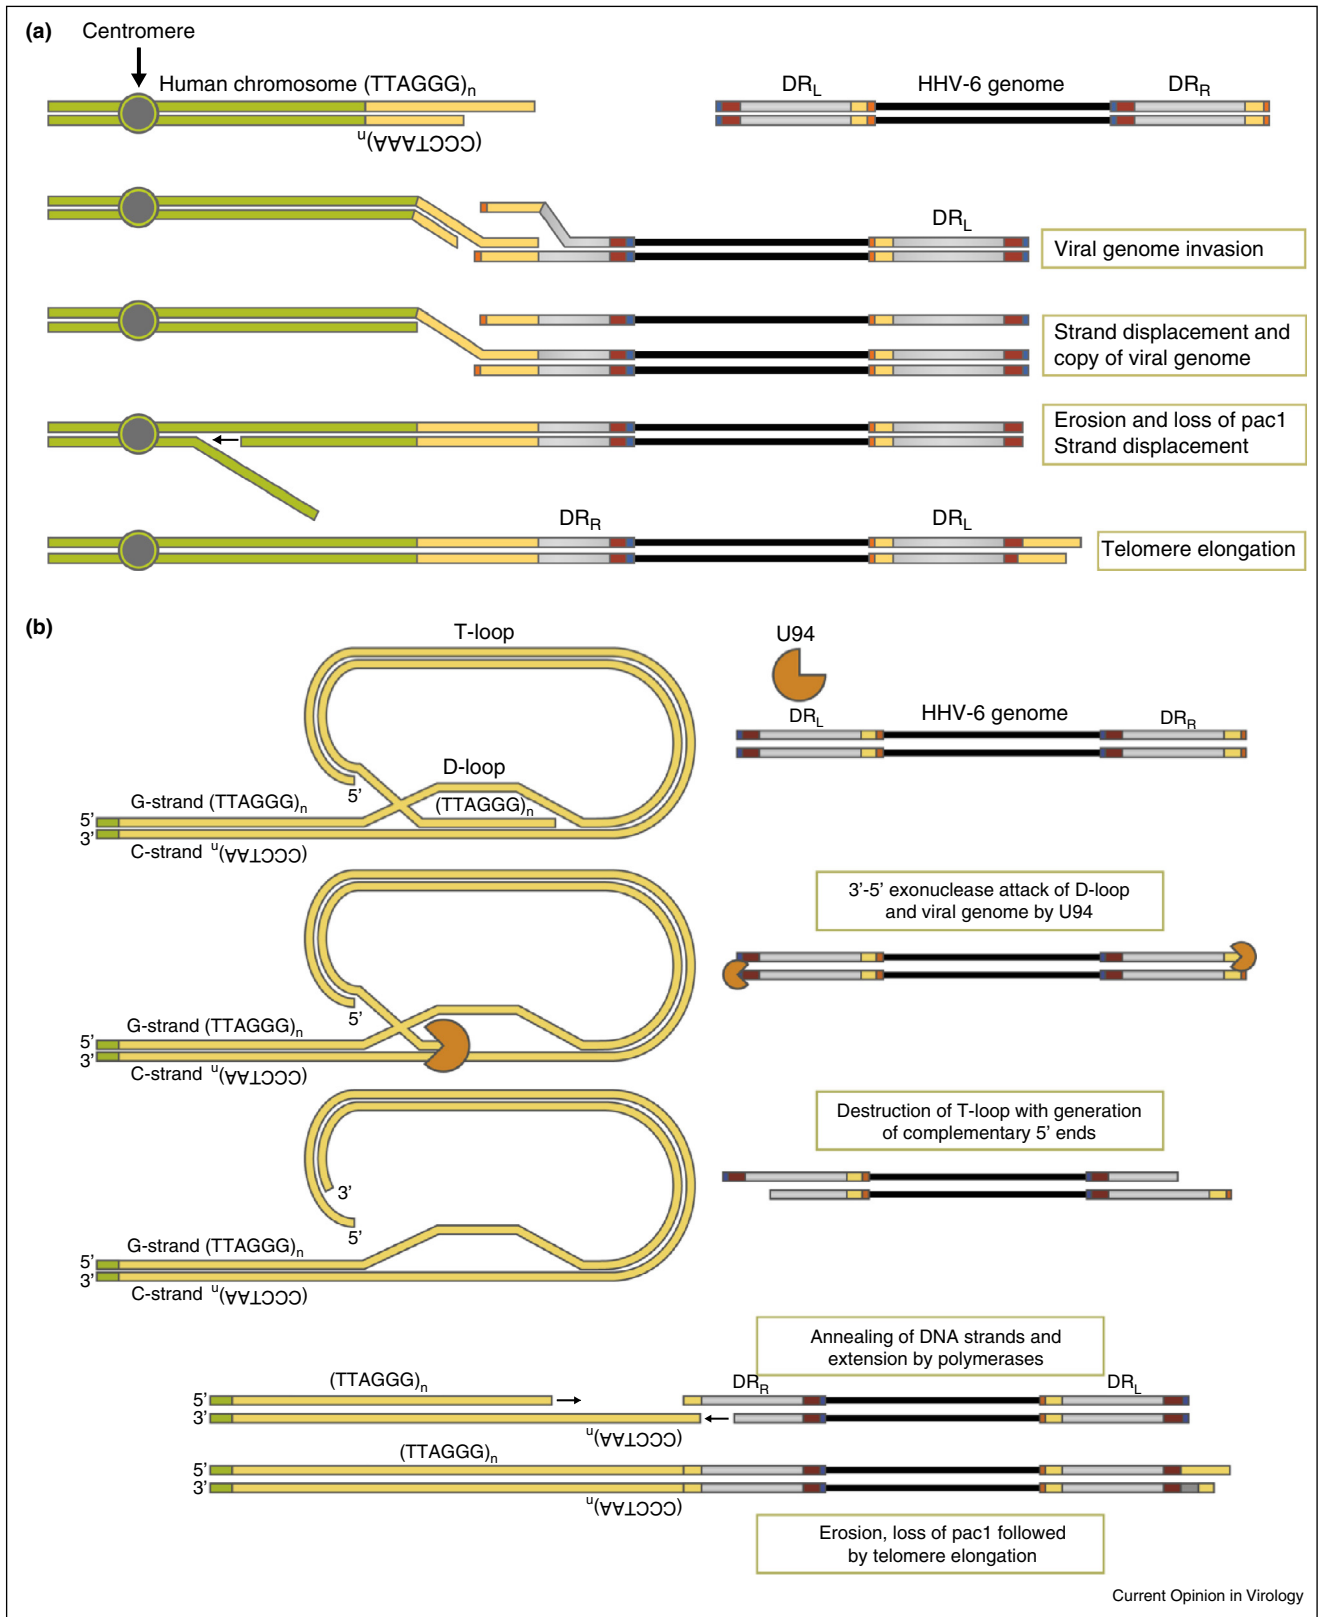 (a)
Centromere
Human chromosome (TTAGGG)n
(CCCTAAA)n
DRL
HHV-6 genome
DRR
DRL
Viral genome invasion
Strand displacement and
copy of viral genome
Erosion and loss of pac1
Strand displacement
DRR
DRL
Telomere elongation
(b)
T-loop
U94
DRL
HHV-6 genome
DRR
D-loop
5’
(TTAGGG)n
G-strand (TTAGGG)n
5’
3’
C-strand (CCCTAA)n
3’-5’ exonuclease attack of D-loop
and viral genome by U94
5’
G-strand (TTAGGG)n
5’
3’
C-strand (CCCTAA)n
Destruction of T-loop with generation
of complementary 5’ ends
3’
5’
G-strand (TTAGGG)n
5’
3’
C-strand (CCCTAA)n
Annealing of DNA strands and
extension by polymerases
(TTAGGG)n
DRR
DRL
5’
3’
(CCCTAA)n
(TTAGGG)n
5’
3’
(CCCTAA)n
Erosion, loss of pac1 followed
by telomere elongation
Current Opinion in Virology